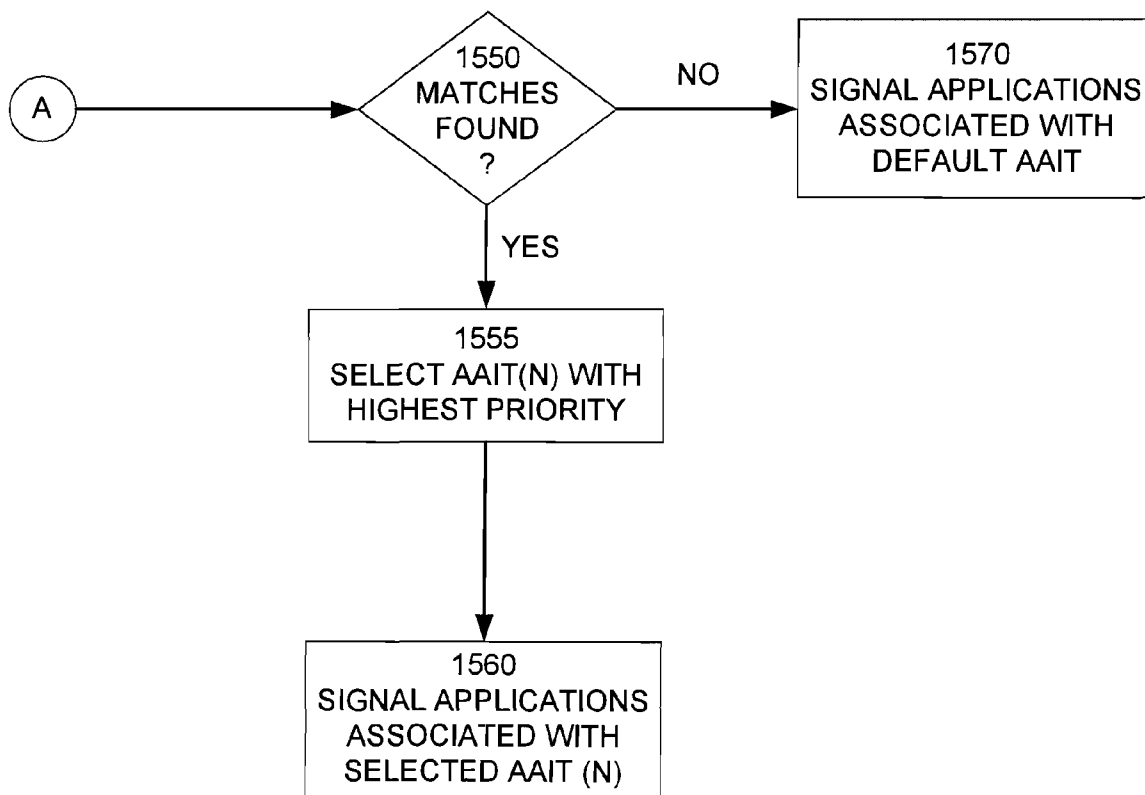 A
1550
MATCHES
FOUND
?
NO
1570
SIGNAL APPLICATIONS
ASSOCIATED WITH
DEFAULT AAIT
YES
1555
SELECT AAIT(N) WITH
HIGHEST PRIORITY
1560
SIGNAL APPLICATIONS
ASSOCIATED WITH
SELECTED AAIT (N)